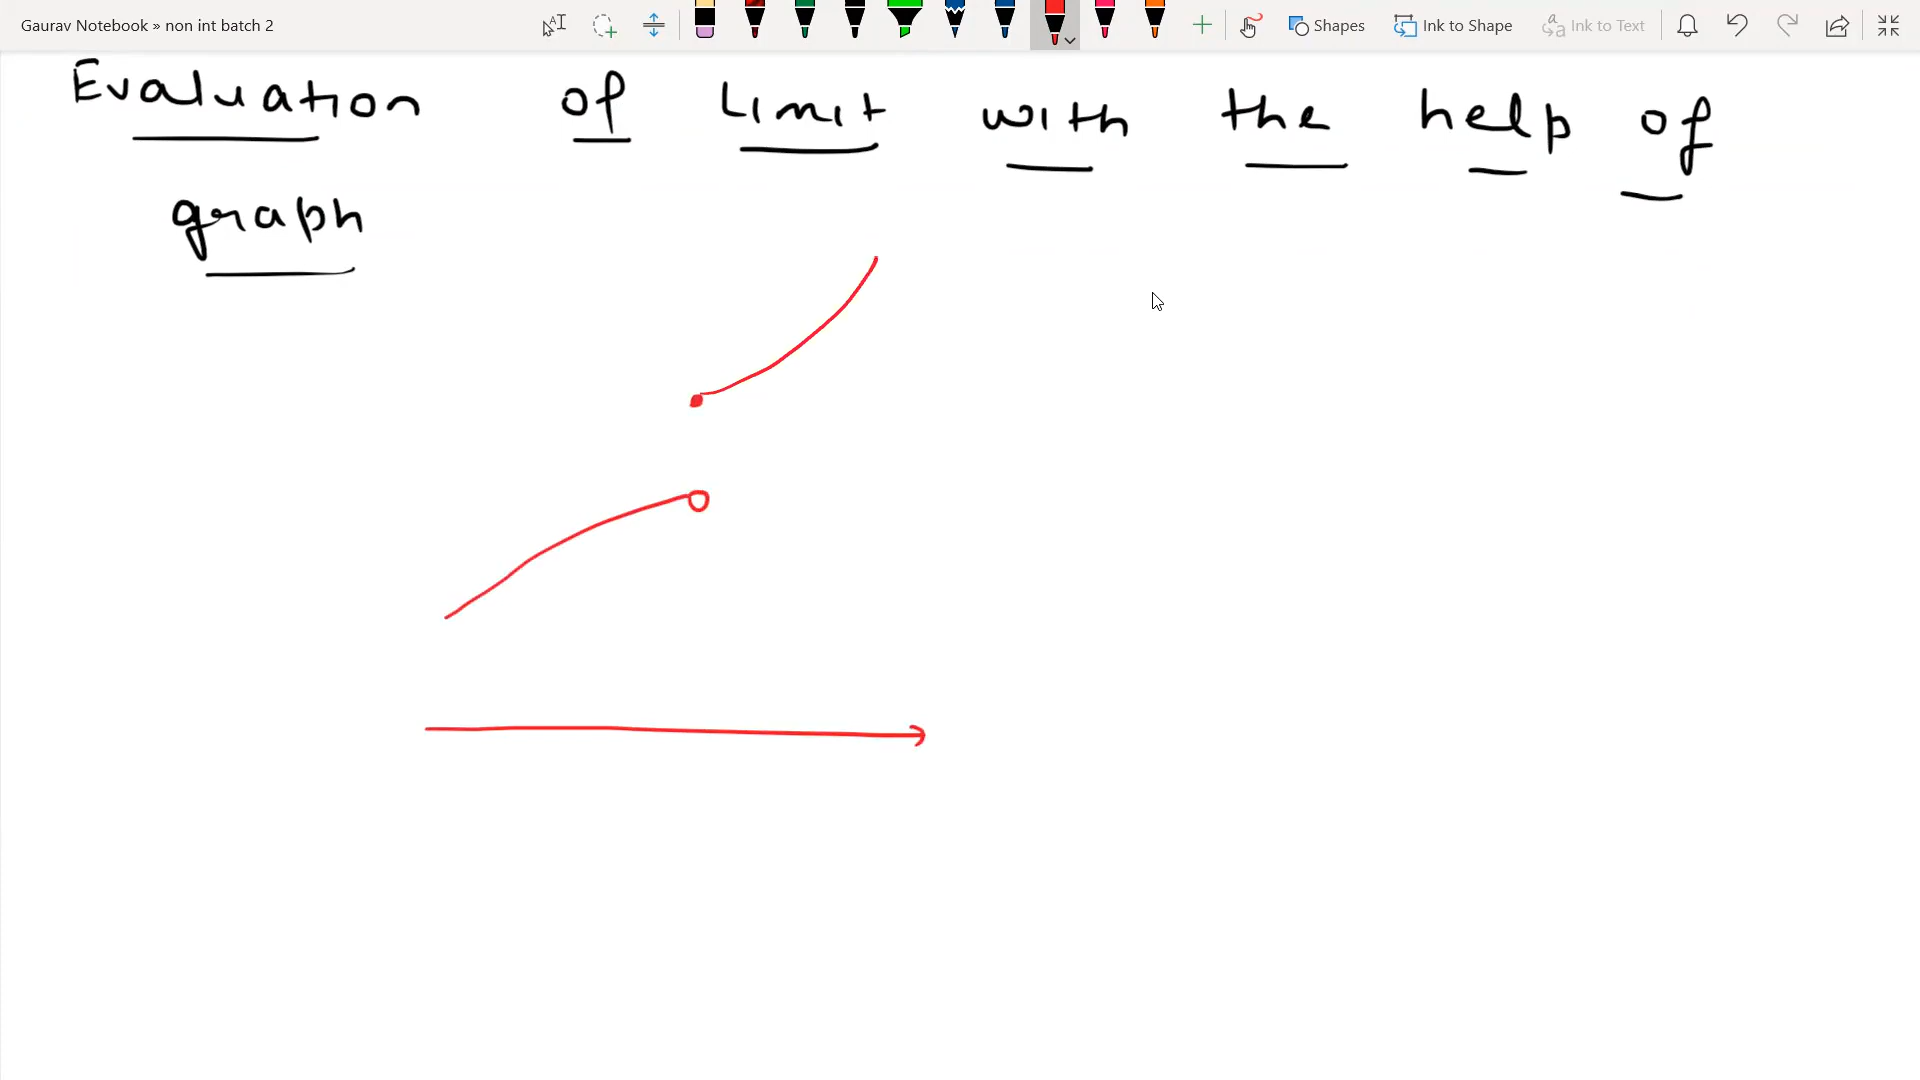 Gaurav Notebook » non int batch 2
Shapes
Ink to Shape
Ink to Text
Evaluation of Limit with the help of
graph